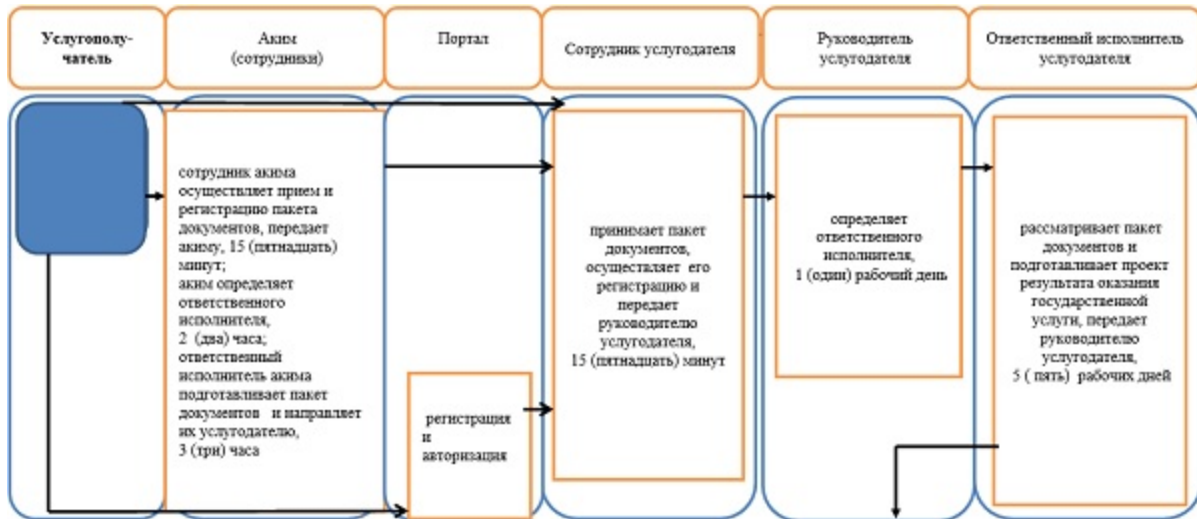 Услугополу-
чатель
Аким
(сотрудники)
Портал
Сотрудник услугодателя
Руководитель
услугодателя
Ответственный исполнитель
услугодателя
сотрудник акима
осуществляет прием и
регистрацию пакета
документов, передает
акиму, 15 (пятнадцать)
минут;
аким определяет
ответственного
исполнителя,
2 (два) часа;
ответственный
исполнитель акима
подготавливает пакет
документов и направляет
их услугодателю,
3 (три) часа
регистрация
и
авторизация
принимает пакет
документов,
осуществляет его
регистрацию и
передает
руководителю
услугодателя,
15 (пятнадцать) минут
определяет
ответственного
исполнителя,
1 (один) рабочий день
рассматривает пакет
документов и
подготавливает проект
результата оказания
государственной
услуги, передает
руководителю
услугодателя,
5 ( пять) рабочих дней